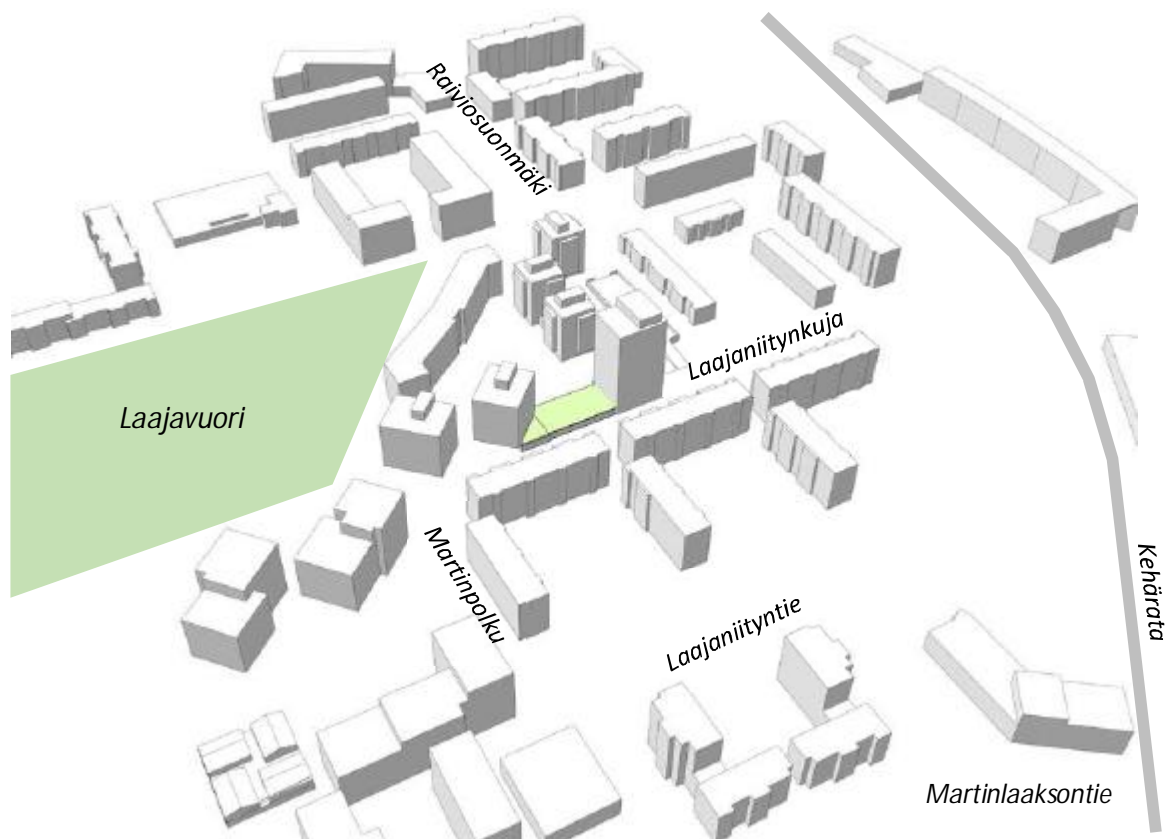 Raiviosuonmäki
Laajaniitynkuja
Laajavuori
Martinpolku
Laajaniityntie
Kehärata
Martinlaaksontie